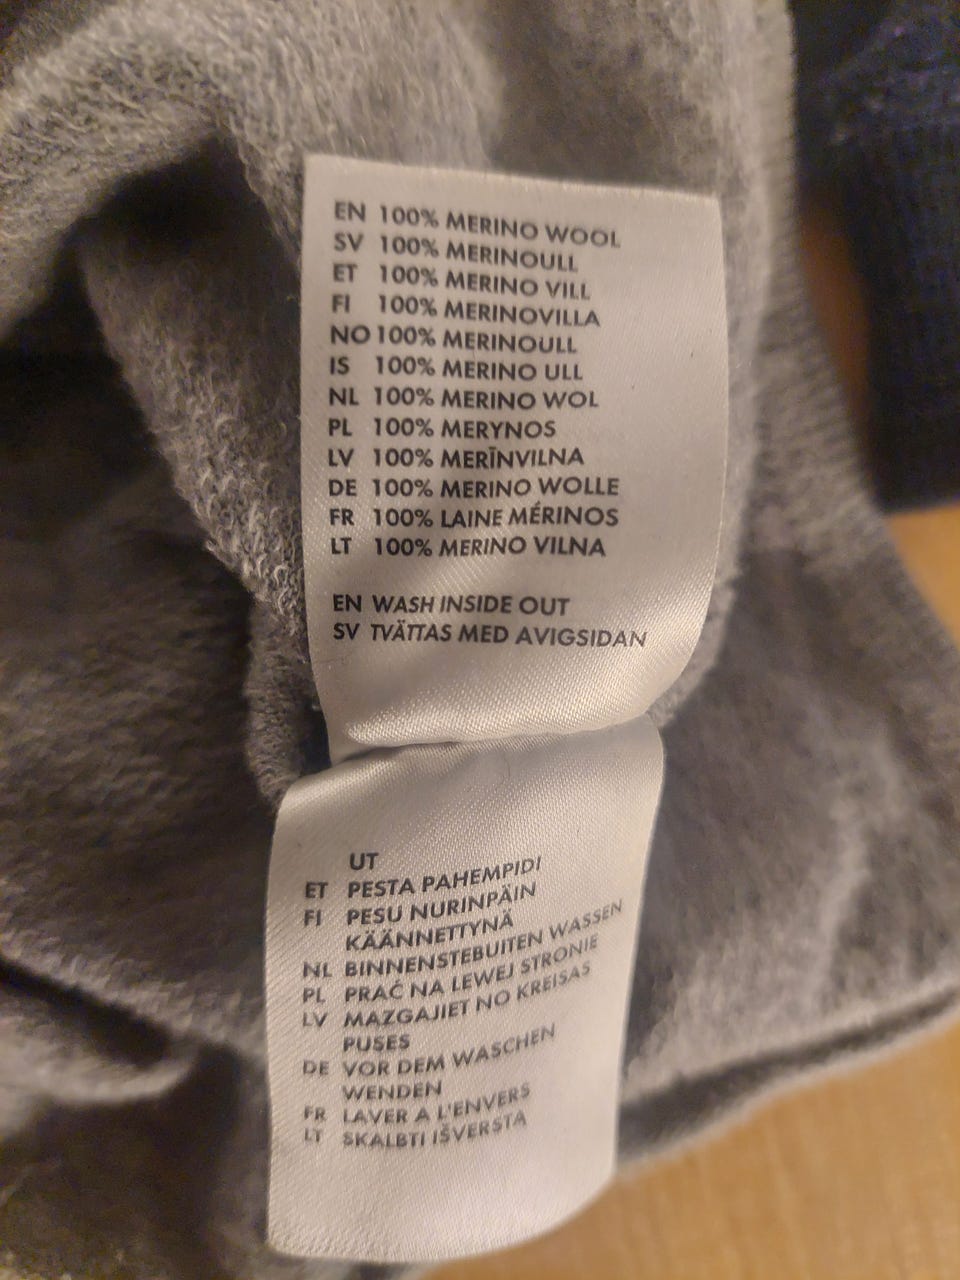 EN 100% MERINO WOOL
SV 100% MERINOULL
ET 100% MERINO VILL
FI 100% MERINOVILLA
NO 100% MERINOULL
IS 100% MERINO ULL
NL 100% MERINO WOL
PL 100% MERYNOS
LV 100% MERĪNVILNA
DE 100% MERINO WOLLE
FR 100% LAINE MÉRINOS
LT 100% MERINO VILNA
EN WASH INSIDE OUT
SV TVÄTTAS MED AVIGSIDAN
UT
ET PESTA PAHEMPIDI
FI PESU NURINPÄIN
KÄÄNNETTYNÄ
NL BINNENSTEBUITEN WASSEN
PL PRAĆ NA LEWEJ STRONIE
LV MAZGAJIET NO KREISAS
PUSES
DE VOR DEM WASCHEN
WENDEN
FR LAVER A L'ENVERS
LT SKALBTI IŠVERSTA